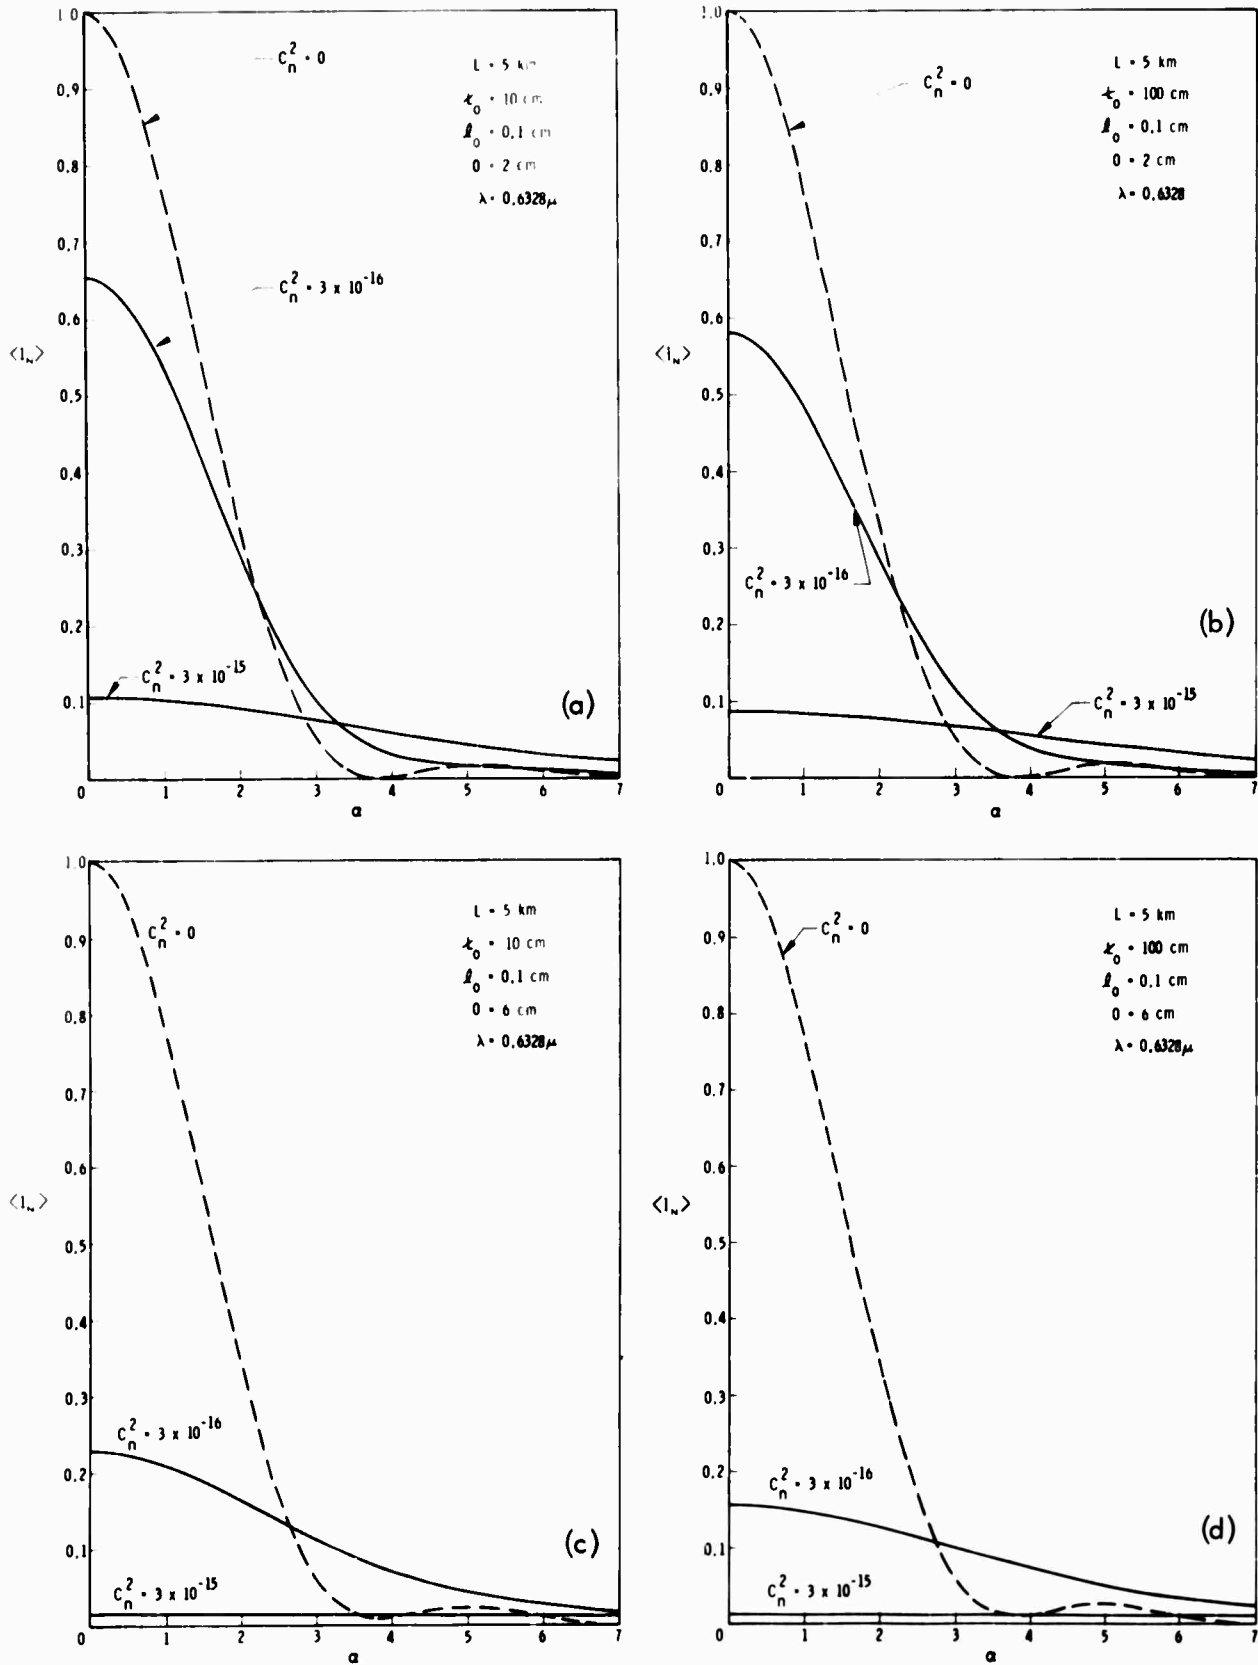 1.0
0.9
0.8
0.7
0.6
0.5
0.4
0.3
0.2
0.1
⟨I_N⟩
C_n^2 = 0
C_n^2 = 3 x 10^-16
C_n^2 = 3 x 10^-15
L = 5 km
ℒ_0 = 10 cm
ℓ_0 = 0.1 cm
D = 2 cm
λ = 0.6328μ
(a)
0 1 2 3 4 5 6 7
α
1.0
0.9
0.8
0.7
0.6
0.5
0.4
0.3
0.2
0.1
⟨I_N⟩
C_n^2 = 0
C_n^2 = 3 x 10^-16
C_n^2 = 3 x 10^-15
L = 5 km
ℒ_0 = 100 cm
ℓ_0 = 0.1 cm
D = 2 cm
λ = 0.6328
(b)
0 1 2 3 4 5 6 7
α
1.0
0.9
0.8
0.7
0.6
0.5
0.4
0.3
0.2
0.1
⟨I_N⟩
C_n^2 = 0
C_n^2 = 3 x 10^-16
C_n^2 = 3 x 10^-15
L = 5 km
ℒ_0 = 10 cm
ℓ_0 = 0.1 cm
D = 6 cm
λ = 0.6328μ
(c)
0 1 2 3 4 5 6 7
α
1.0
0.9
0.8
0.7
0.6
0.5
0.4
0.3
0.2
0.1
⟨I_N⟩
C_n^2 = 0
C_n^2 = 3 x 10^-16
C_n^2 = 3 x 10^-15
L = 5 km
ℒ_0 = 100 cm
ℓ_0 = 0.1 cm
D = 6 cm
λ = 0.6328μ
(d)
0 1 2 3 4 5 6 7
α